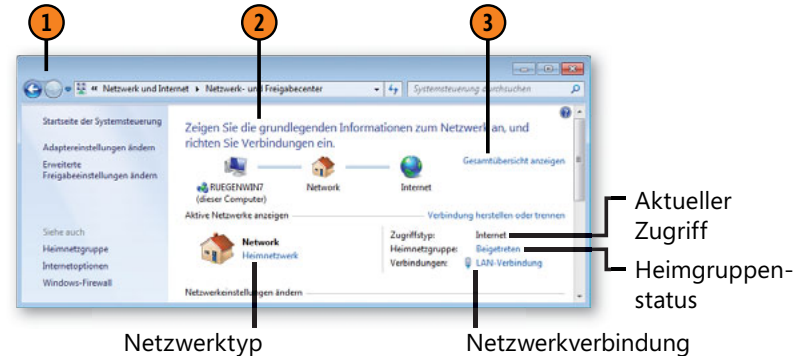 1
2
3
Netzwerk und Internet
Netzwerk- und Freigabecenter
Systemsteuerung durchsuchen
Startseite der Systemsteuerung
Adaptereinstellungen ändern
Erweiterte
Freigabeeinstellungen ändern
Siehe auch
Heimnetzgruppe
Internetoptionen
Windows-Firewall
Zeigen Sie die grundlegenden Informationen zum Netzwerk an, und
richten Sie Verbindungen ein.
Gesamtübersicht anzeigen
RUEGENWIN7
(dieser Computer)
Network
Internet
Aktive Netzwerke anzeigen
Verbindung herstellen oder trennen
Network
Heimnetzwerk
Zugriffstyp: Internet
Heimnetzgruppe: Beigetreten
Verbindungen: LAN-Verbindung
Netzwerkeinstellungen ändern
Aktueller
Zugriff
Heimgruppen-
status
Netzwerktyp
Netzwerkverbindung